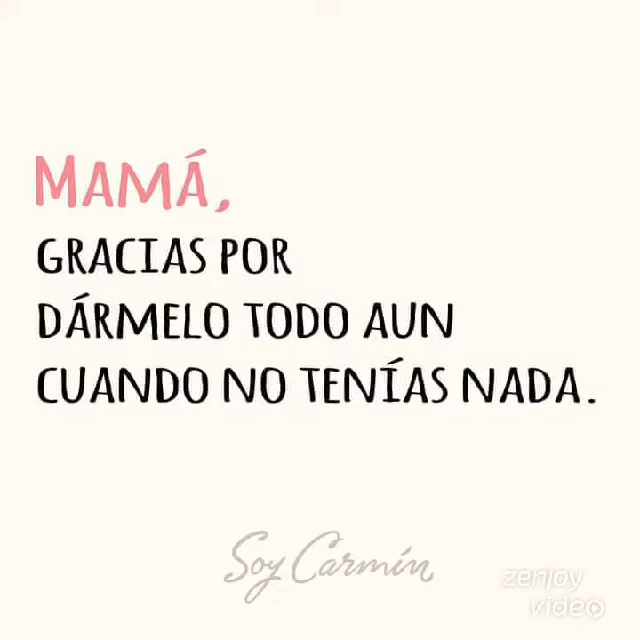 MAMÁ,
GRACIAS POR
DÁRMELO TODO AUN
CUANDO NO TENÍAS NADA.
Soy Carmín
zenjoy
video